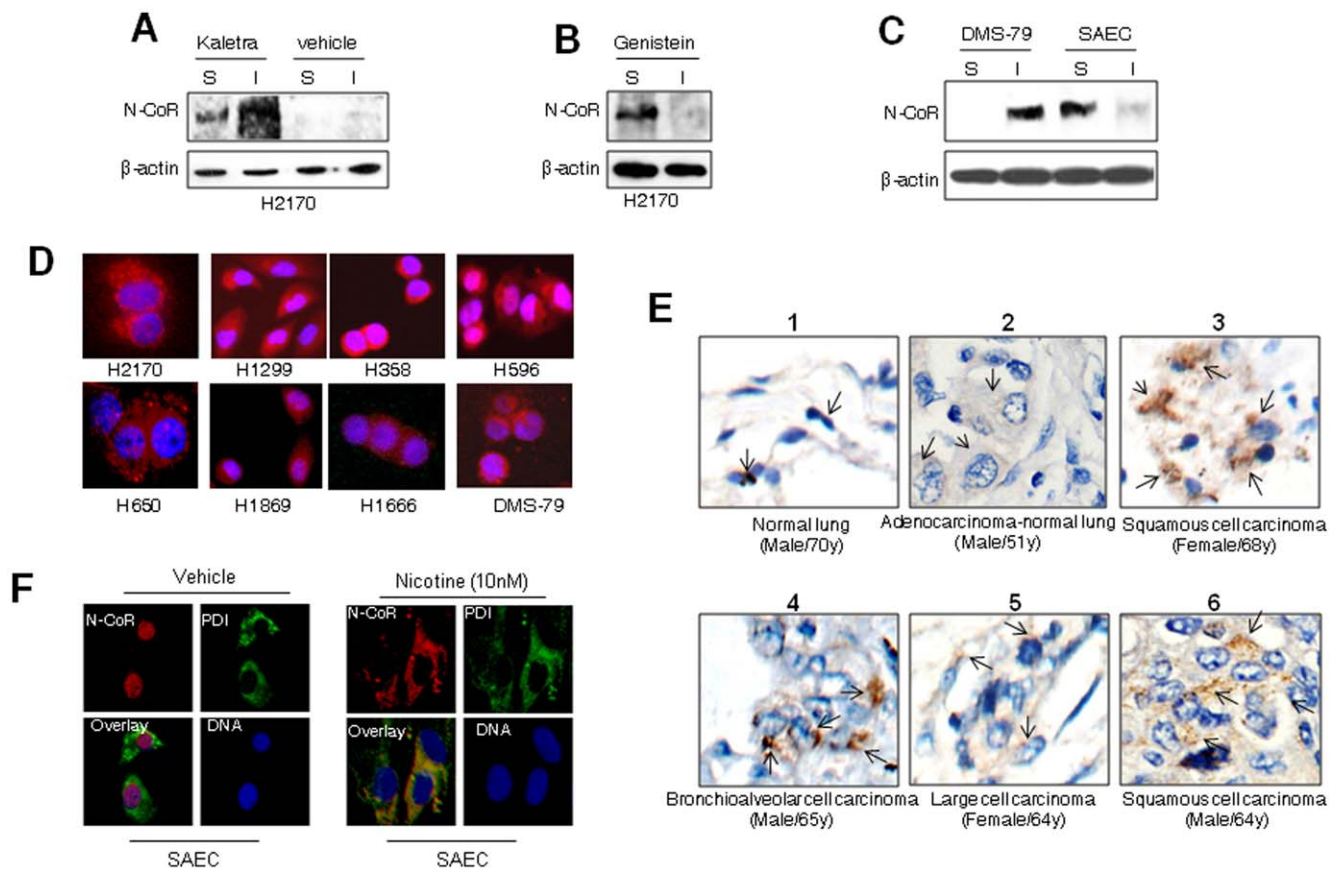 A
Kaletra vehicle
S I S I
N-CoR
β-actin
H2170
B
Genistein
S I
N-CoR
β-actin
H2170
C
DMS-79 SAEC
S I S I
N-CoR
β-actin
D
H2170 H1299 H358 H596
H650 H1869 H1666 DMS-79
E
1 2 3
Normal lung
(Male/70y)
Adenocarcinoma-normal lung
(Male/51y)
Squamous cell carcinoma
(Female/68y)
4 5 6
Bronchioalveolar cell carcinoma
(Male/65y)
Large cell carcinoma
(Female/64y)
Squamous cell carcinoma
(Male/64y)
F
Vehicle
N-CoR PDI
Overlay DNA
SAEC
Nicotine (10nM)
N-CoR PDI
Overlay DNA
SAEC